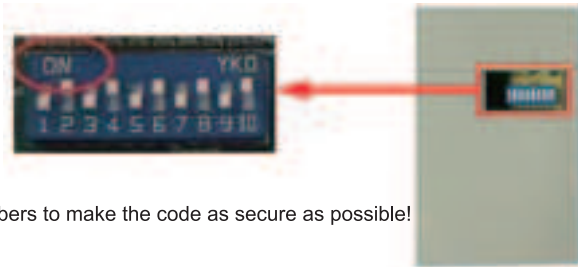 ON YKD
1 2 3 4 5 6 7 8 9 10
bers to make the code as secure as possible!